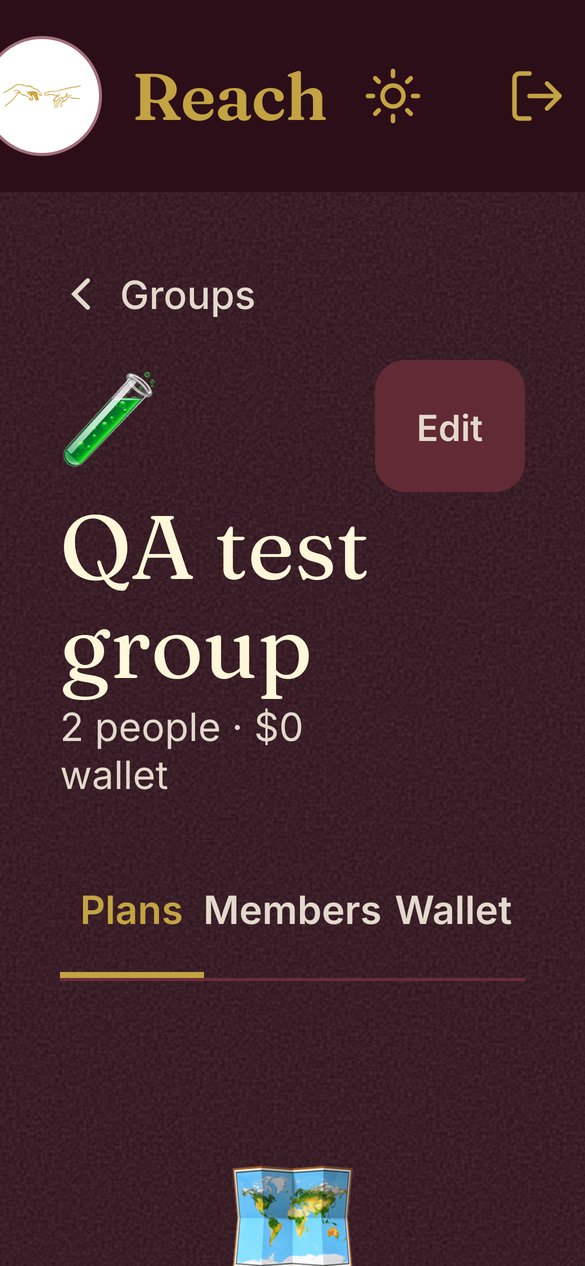 Reach
Groups
Edit
QA test
group
2 people · $0
wallet
Plans Members Wallet